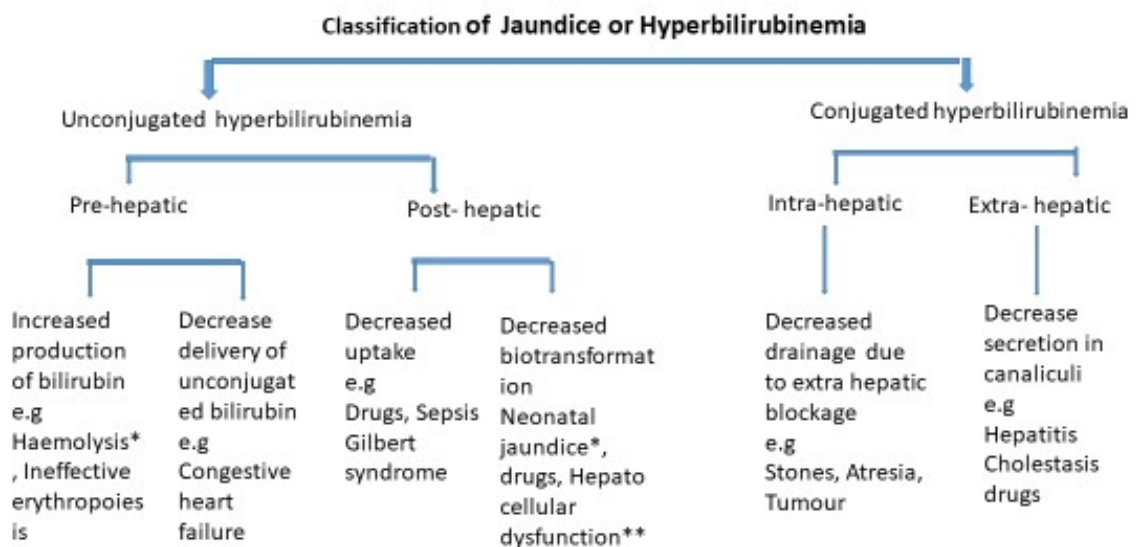 Classification of Jaundice or Hyperbilirubinemia
Unconjugated hyperbilirubinemia
Conjugated hyperbilirubinemia
Pre-hepatic
Post- hepatic
Intra-hepatic
Extra- hepatic
Increased
production
of bilirubin
e.g
Haemolysis*
, Ineffective
erythropoies
is
Decrease
delivery of
unconjugat
ed bilirubin
e.g
Congestive
heart
failure
Decreased
uptake
e.g
Drugs, Sepsis
Gilbert
syndrome
Decreased
biotransformat
ion
Neonatal
jaundice*,
drugs, Hepato
cellular
dysfunction**
Decreased
drainage due
to extra hepatic
blockage
e.g
Stones, Atresia,
Tumour
Decrease
secretion in
canaliculi
e.g
Hepatitis
Cholestasis
drugs